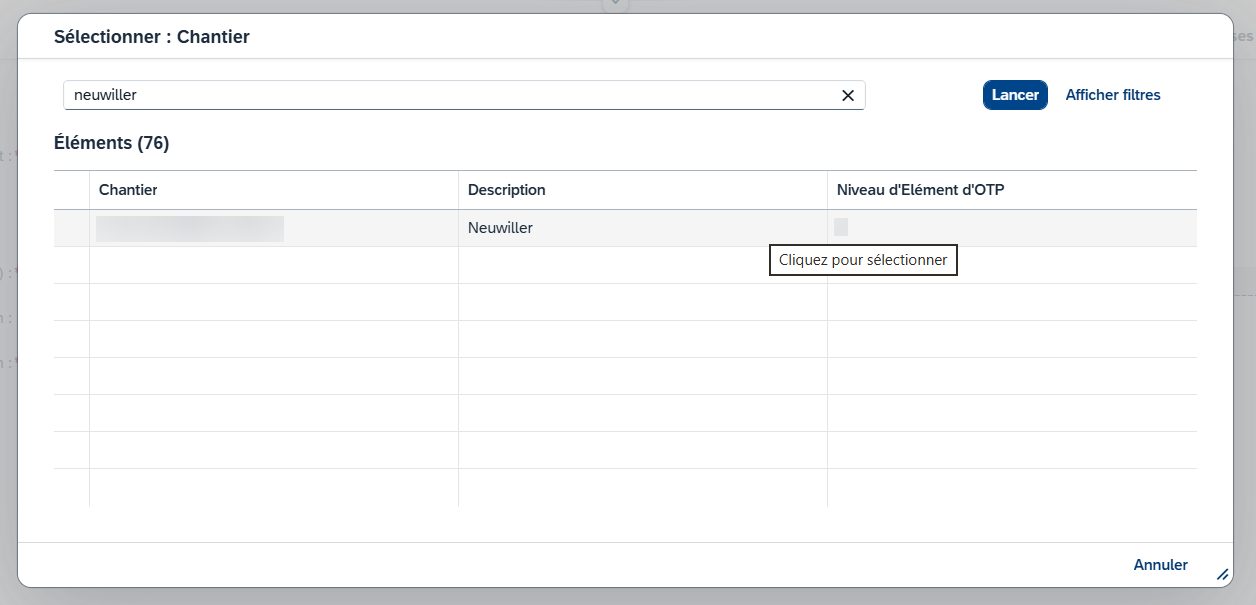 Sélectionner : Chantier
neuwiller
Lancer
Afficher filtres
Éléments (76)
Chantier Description Niveau d'Elément d'OTP
Neuwiller
Cliquez pour sélectionner
Annuler